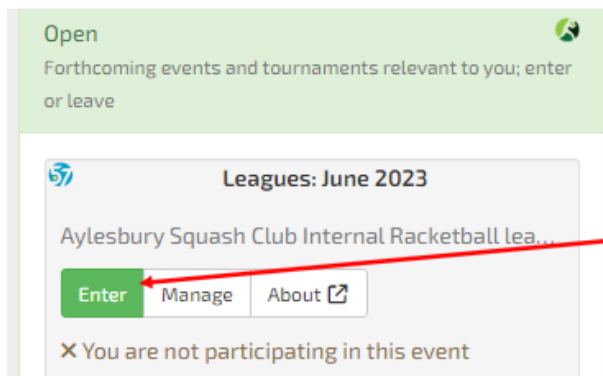 Open
Forthcoming events and tournaments relevant to you; enter
or leave
57
Leagues: June 2023
Aylesbury Squash Club Internal Racketball lea...
Enter Manage About
You are not participating in this event